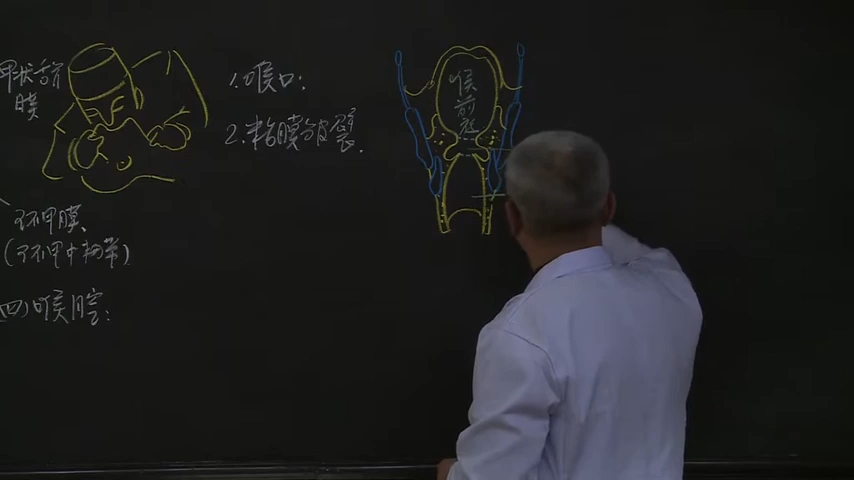 甲状舌骨
膜
环甲膜
(环甲中韧带)
(四)喉腔:
1.喉口:
2.粘膜皱襞.
喉前庭